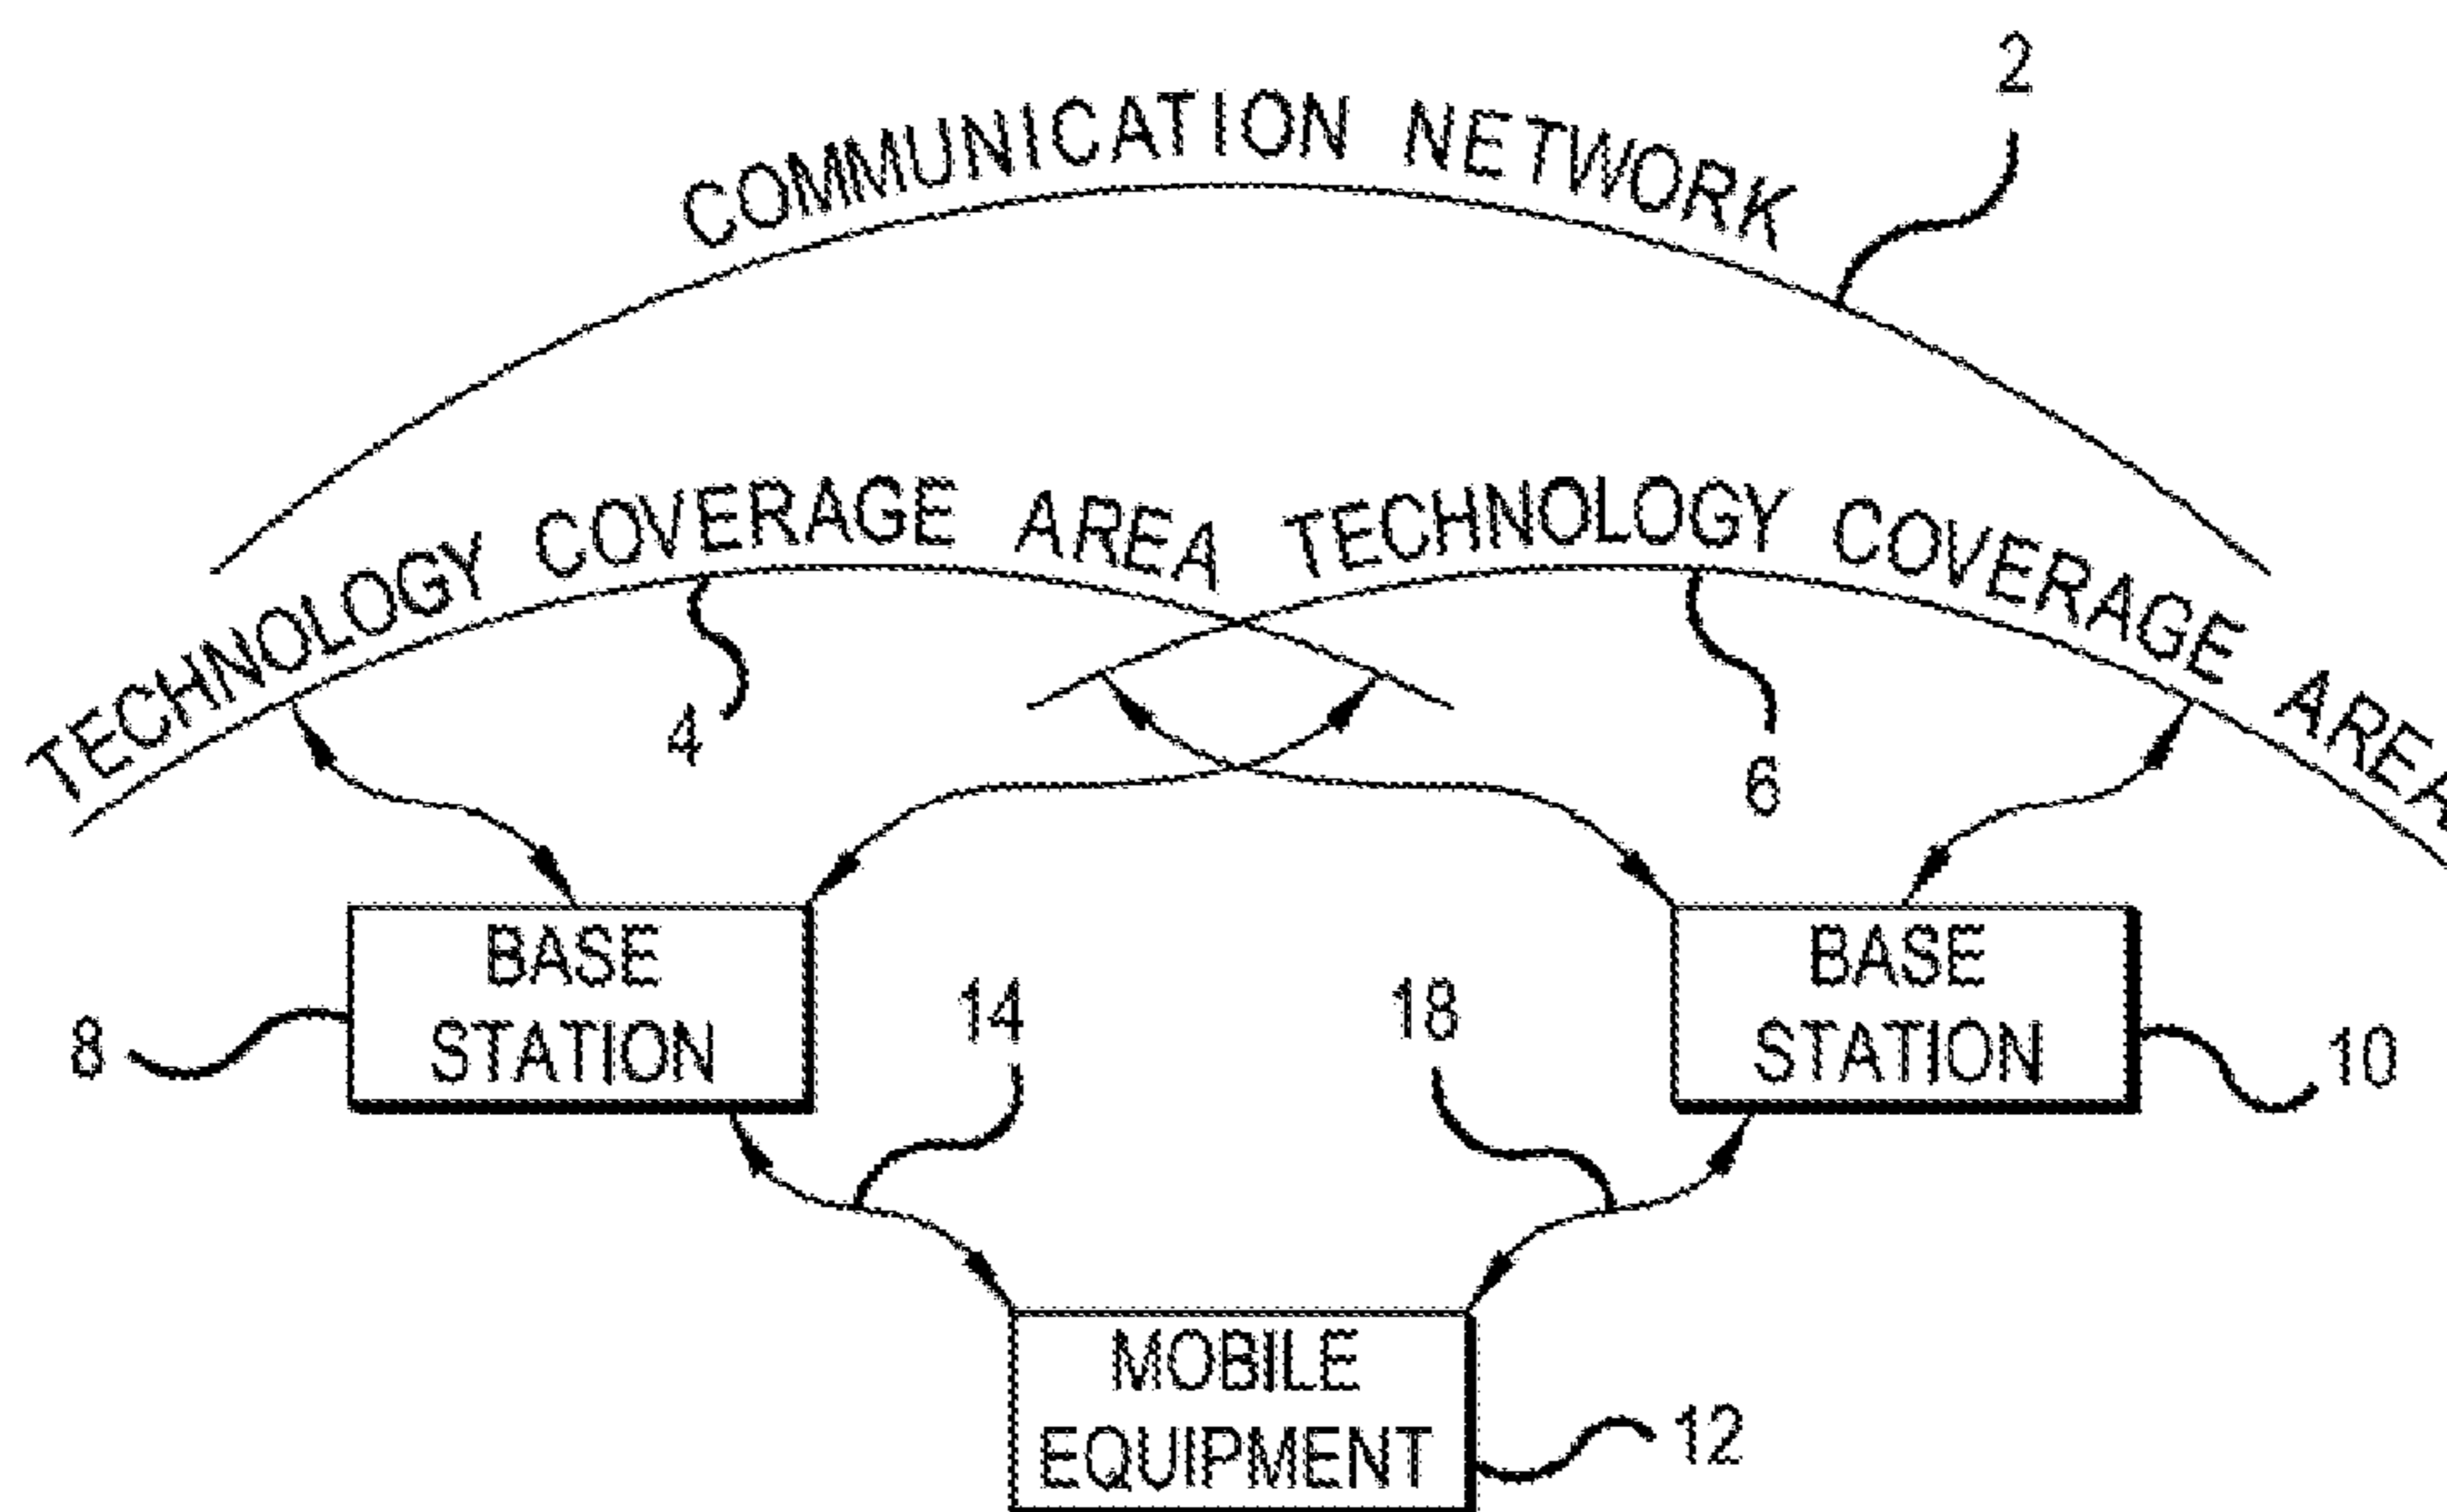 2
COMMUNICATION NETWORK
TECHNOLOGY COVERAGE AREA
TECHNOLOGY COVERAGE AREA
4
6
BASE
STATION
BASE
STATION
8
14
18
10
MOBILE
EQUIPMENT
12